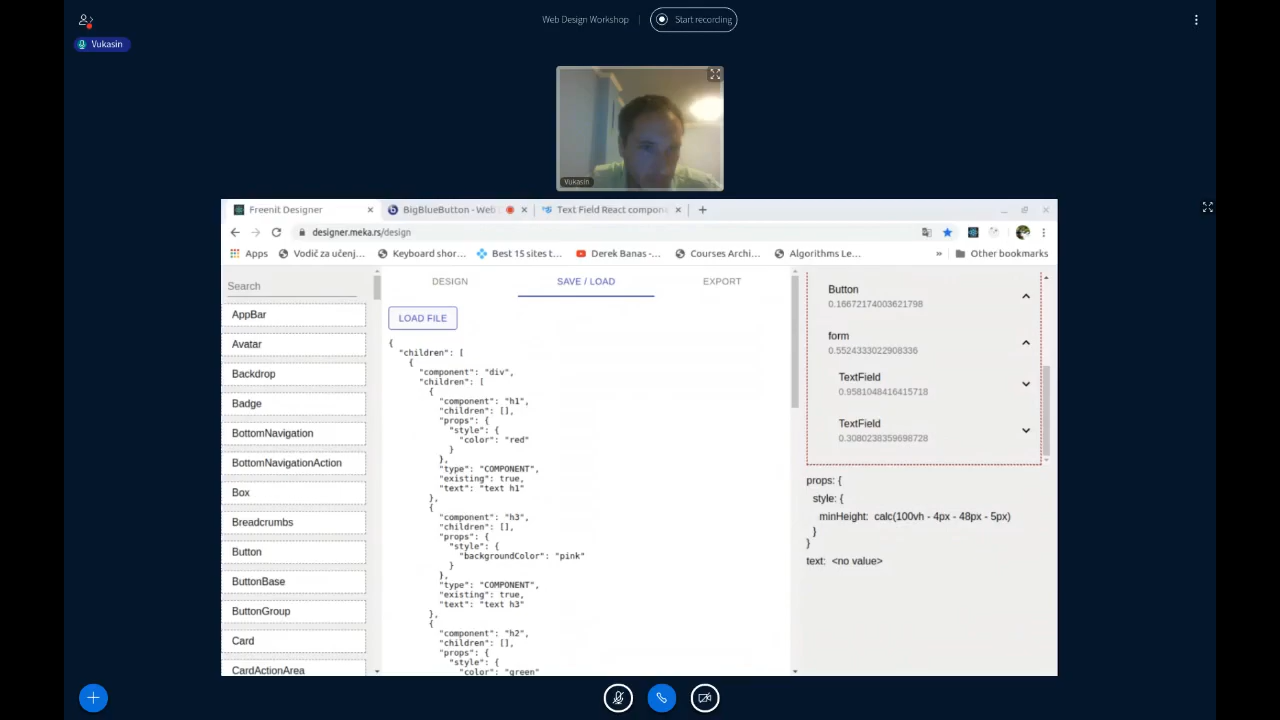 Web Design Workshop
Start recording
Vukasin
Vukasin
Freenit Designer
BigBlueButton - Web
Text Field React compon
designer.meka.rs/design
Apps
Vodič za učenj...
Keyboard shor...
Best 15 sites t...
Derek Banas -...
Courses Archi...
Algorithms Le...
»
Other bookmarks
Search
AppBar
Avatar
Backdrop
Badge
BottomNavigation
BottomNavigationAction
Box
Breadcrumbs
Button
ButtonBase
ButtonGroup
Card
CardActionArea
DESIGN
SAVE / LOAD
EXPORT
LOAD FILE
{
"children": [
{
"component": "div",
"children": [
{
"component": "h1",
"children": [],
"props": {
"style": {
"color": "red"
}
},
"type": "COMPONENT",
"existing": true,
"text": "text h1"
},
{
"component": "h3",
"children": [],
"props": {
"style": {
"backgroundColor": "pink"
}
},
"type": "COMPONENT",
"existing": true,
"text": "text h3"
},
{
"component": "h2",
"children": [],
"props": {
"style": {
"color": "green"
Button
0.16672174003621798
form
0.5524333022908336
TextField
0.9581048416415718
TextField
0.3080238359698728
props: {
style: {
minHeight: calc(100vh - 4px - 48px - 5px)
}
}
text: <no value>